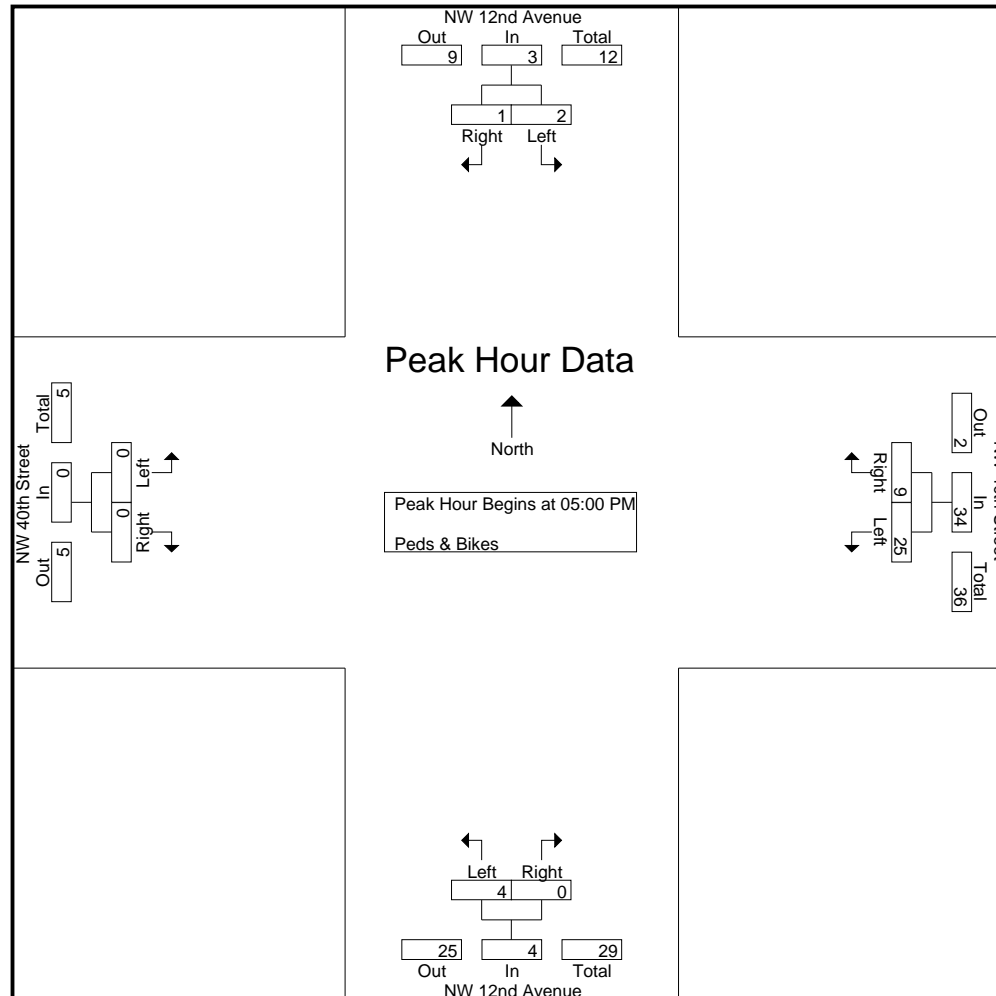 NW 12nd Avenue
Out In Total
9 3 12
1 2
Right Left
Peak Hour Data
North
Peak Hour Begins at 05:00 PM
Peds & Bikes
NW 40th Street
Total In Out
5 0 5
0 0
Left Right
Out In Total
2 34 36
9 25
Right Left
Left Right
4 0
25 4 29
Out In Total
NW 12nd Avenue